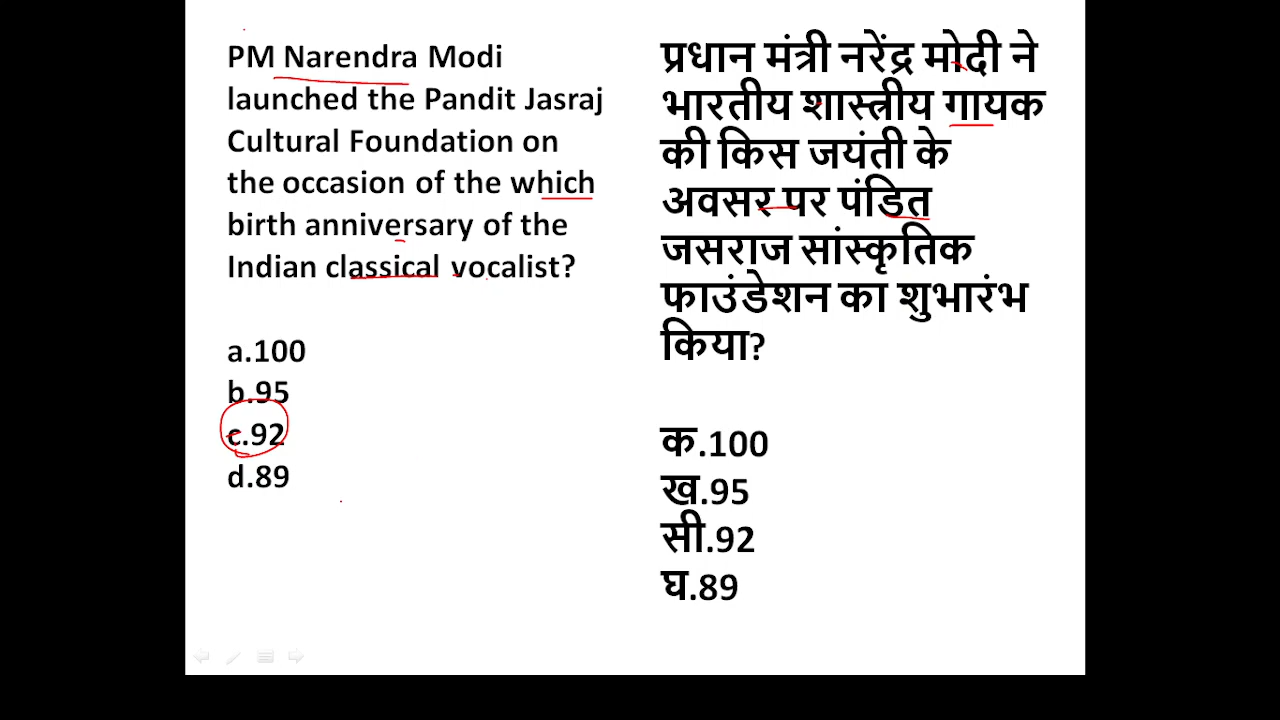 PM Narendra Modi
launched the Pandit Jasraj
Cultural Foundation on
the occasion of the which
birth anniversary of the
Indian classical vocalist?
a.100
b.95
c.92
d.89
प्रधान मंत्री नरेंद्र मोदी ने
भारतीय शास्त्रीय गायक
की किस जयंती के
अवसर पर पंडित
जसराज सांस्कृतिक
फाउंडेशन का शुभारंभ
किया?
क.100
ख.95
सी.92
घ.89